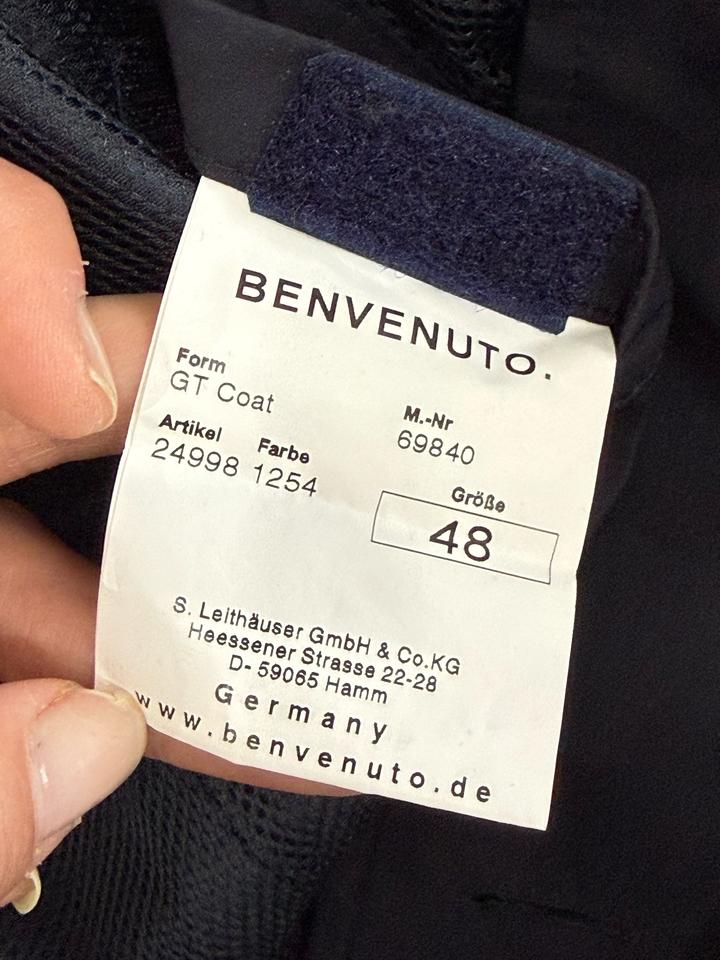 BENVENUTO.
Form
GT Coat
M.-Nr
69840
Artikel Farbe
24998 1254
Größe
48
S. Leithäuser GmbH & Co.KG
Heessener Strasse 22-28
D- 59065 Hamm
Germany
www.benvenuto.de